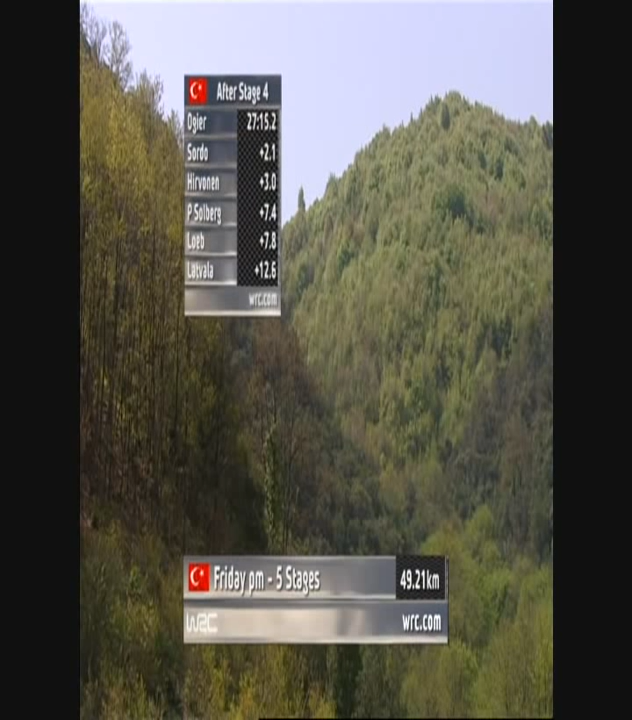 After Stage 4
Ogier 27:15.2
Sordo +2.1
Hirvonen +3.0
P Solberg +7.4
Loeb +7.8
Latvala +12.6
wrc.com
Friday pm - 5 Stages 49.21km
WRC wrc.com